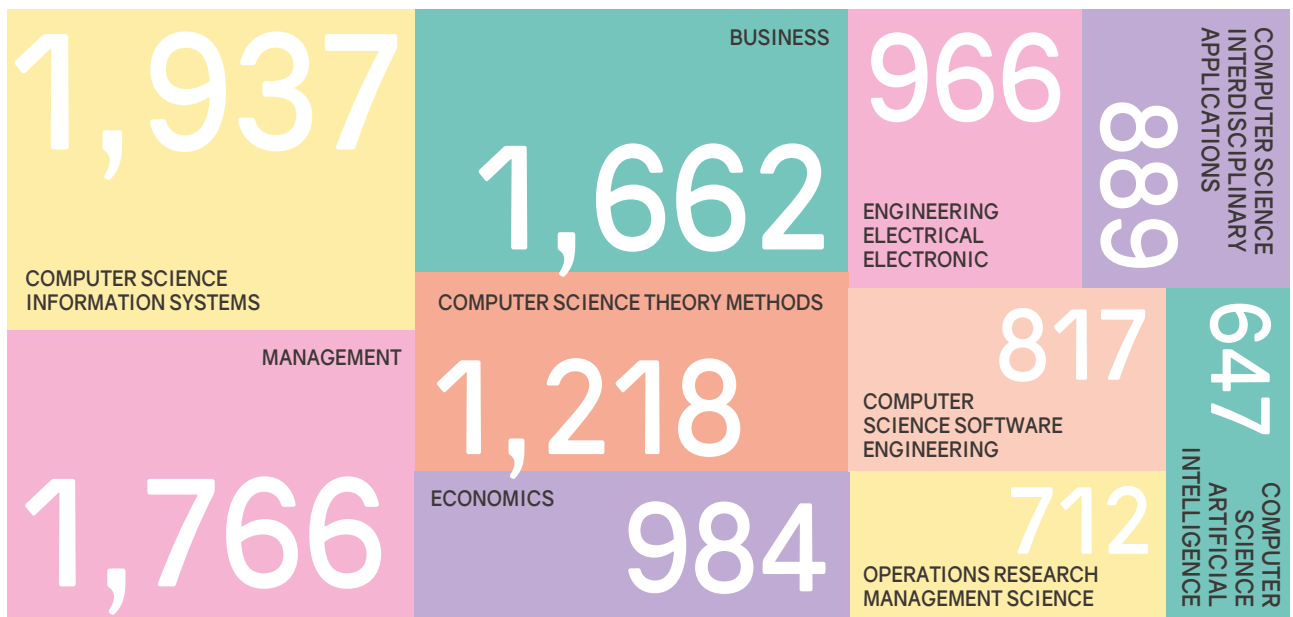 1,937
COMPUTER SCIENCE
INFORMATION SYSTEMS
MANAGEMENT
1,766
BUSINESS
1,662
COMPUTER SCIENCE THEORY METHODS
1,218
ECONOMICS
984
966
ENGINEERING
ELECTRICAL
ELECTRONIC
COMPUTER SCIENCE
INTERDISCIPLINARY
APPLICATIONS
889
817
COMPUTER
SCIENCE SOFTWARE
ENGINEERING
712
OPERATIONS RESEARCH
MANAGEMENT SCIENCE
647
COMPUTER
SCIENCE
ARTIFICIAL
INTELLIGENCE